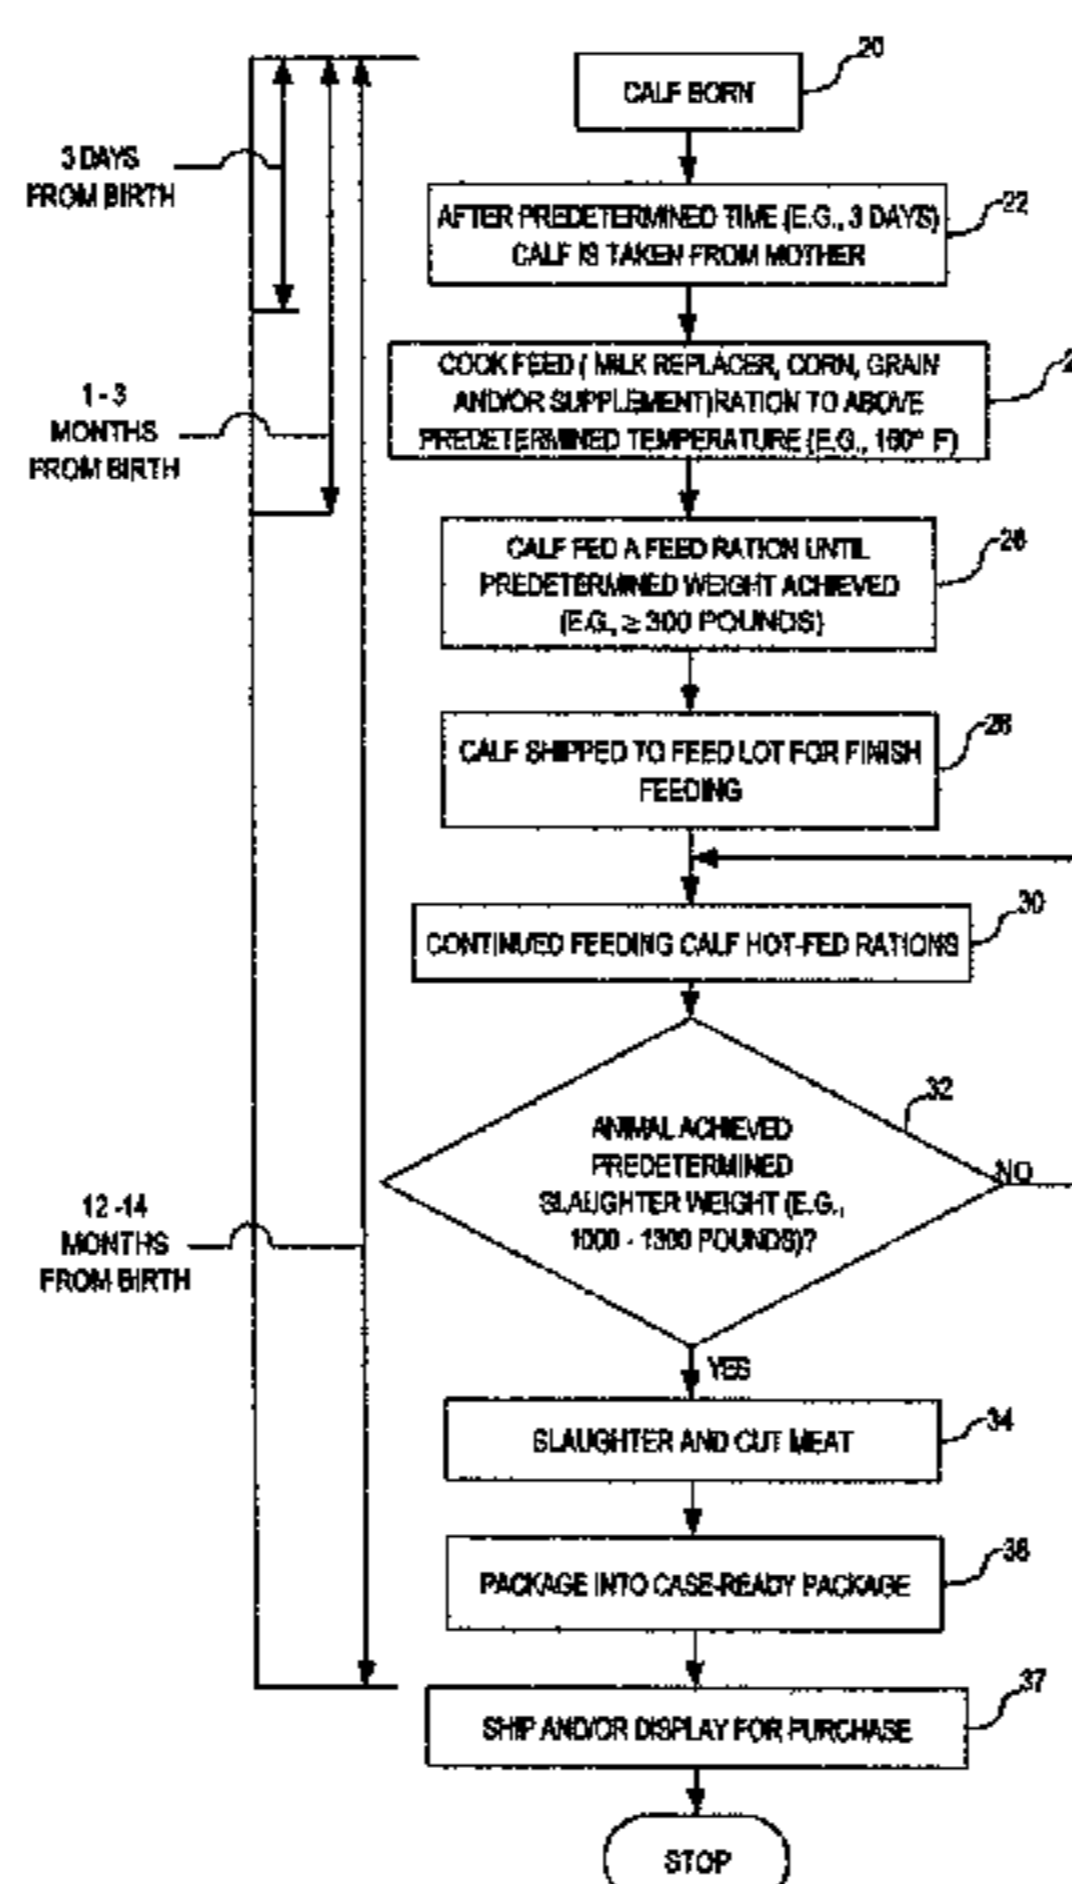 20
CALF BORN
3 DAYS
FROM BIRTH
22
AFTER PREDETERMINED TIME (E.G., 3 DAYS)
CALF IS TAKEN FROM MOTHER
COOK FEED ( MILK REPLACER, CORN, GRAIN
AND/OR SUPPLEMENT)RATION TO ABOVE
PREDETERMINED TEMPERATURE (E.G., 160° F)
1 - 3
MONTHS
FROM BIRTH
CALF FED A FEED RATION UNTIL
PREDETERMINED WEIGHT ACHIEVED
(E.G., ≥ 300 POUNDS)
CALF SHIPPED TO FEED LOT FOR FINISH
FEEDING
30
CONTINUED FEEDING CALF HOT-FED RATIONS
32
ANIMAL ACHIEVED
PREDETERMINED
SLAUGHTER WEIGHT (E.G.,
1000 - 1300 POUNDS)?
NO
12 -14
MONTHS
FROM BIRTH
YES
34
SLAUGHTER AND CUT MEAT
PACKAGE INTO CASE-READY PACKAGE
37
SHIP AND/OR DISPLAY FOR PURCHASE
STOP